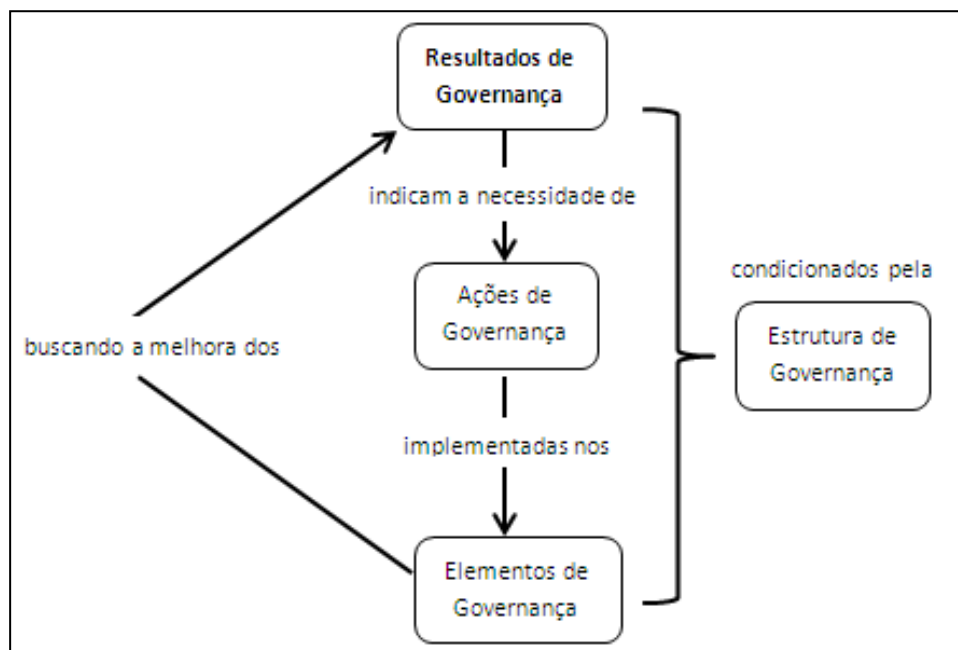 Resultados de
Governança
indicam a necessidade de
Ações de
Governança
condicionados pela
Estrutura de
Governança
buscando a melhora dos
implementadas nos
Elementos de
Governança